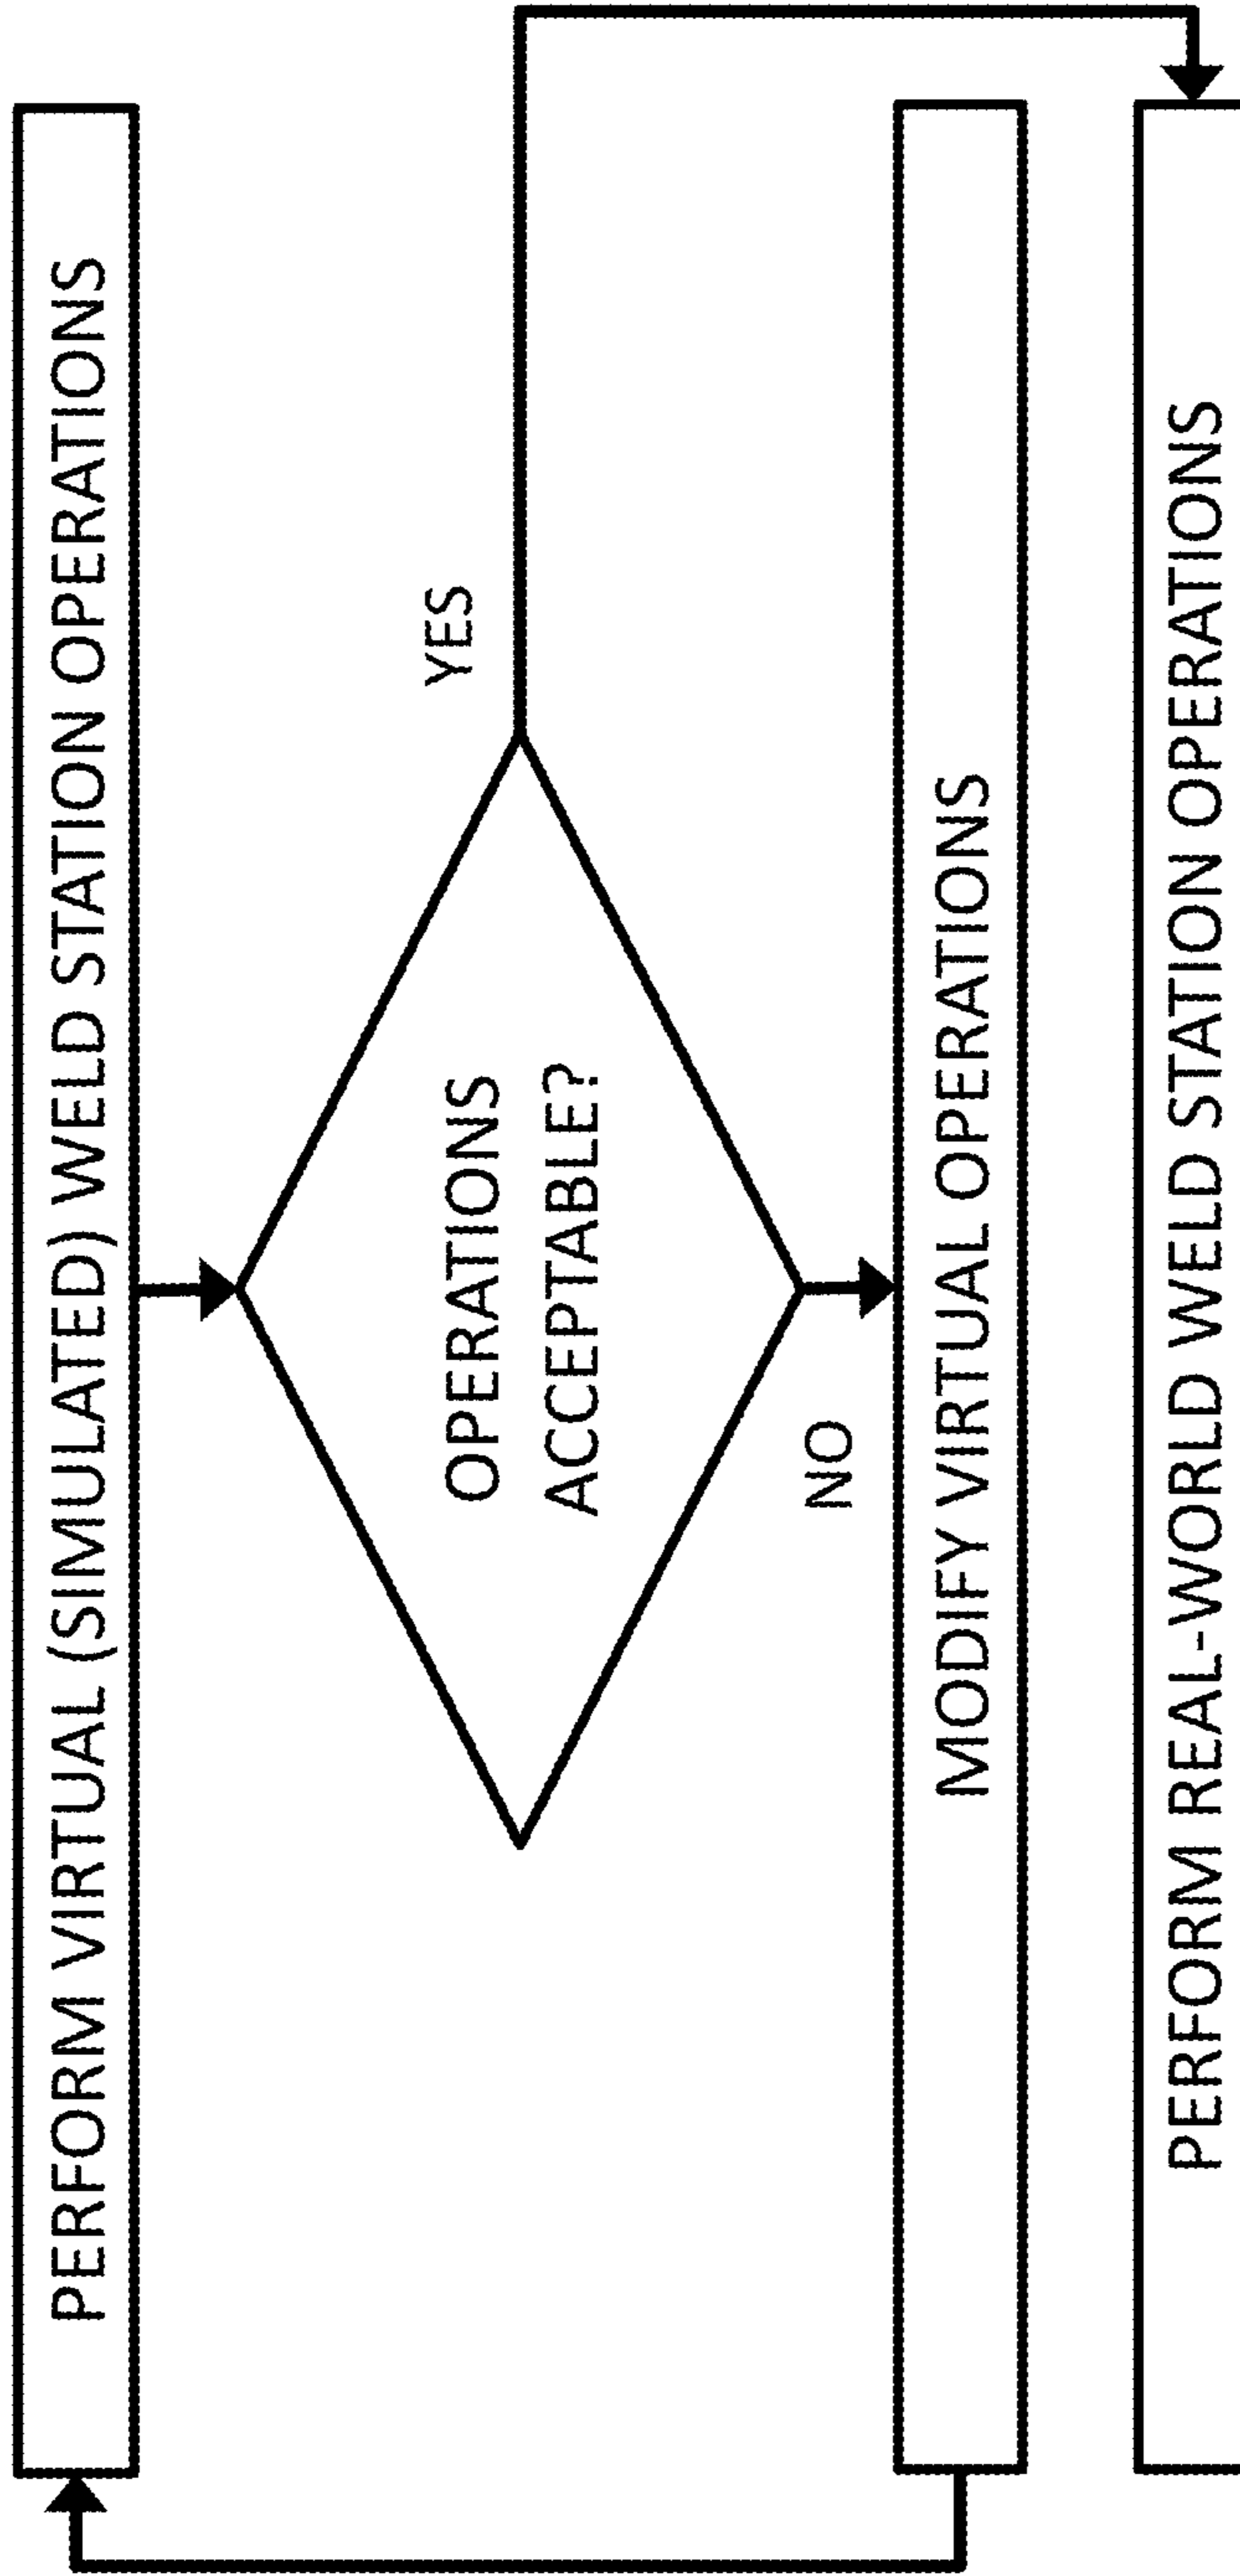 PERFORM VIRTUAL (SIMULATED) WELD STATION OPERATIONS
OPERATIONS
ACCEPTABLE?
YES
NO
MODIFY VIRTUAL OPERATIONS
PERFORM REAL-WORLD WELD STATION OPERATIONS